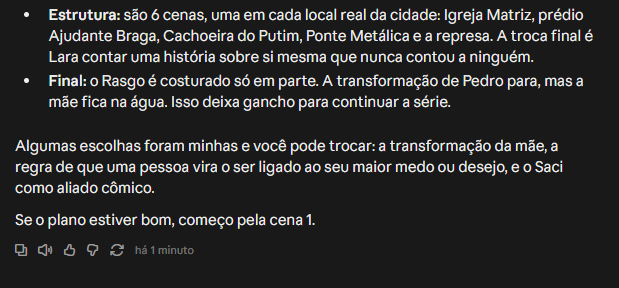 • Estrutura: são 6 cenas, uma em cada local real da cidade: Igreja Matriz, prédio
Ajudante Braga, Cachoeira do Putim, Ponte Metálica e a represa. A troca final é
Lara contar uma história sobre si mesma que nunca contou a ninguém.
• Final: o Rasgo é costurado só em parte. A transformação de Pedro para, mas a
mãe fica na água. Isso deixa gancho para continuar a série.
Algumas escolhas foram minhas e você pode trocar: a transformação da mãe, a
regra de que uma pessoa vira o ser ligado ao seu maior medo ou desejo, e o Saci
como aliado cômico.
Se o plano estiver bom, começo pela cena 1.
há 1 minuto